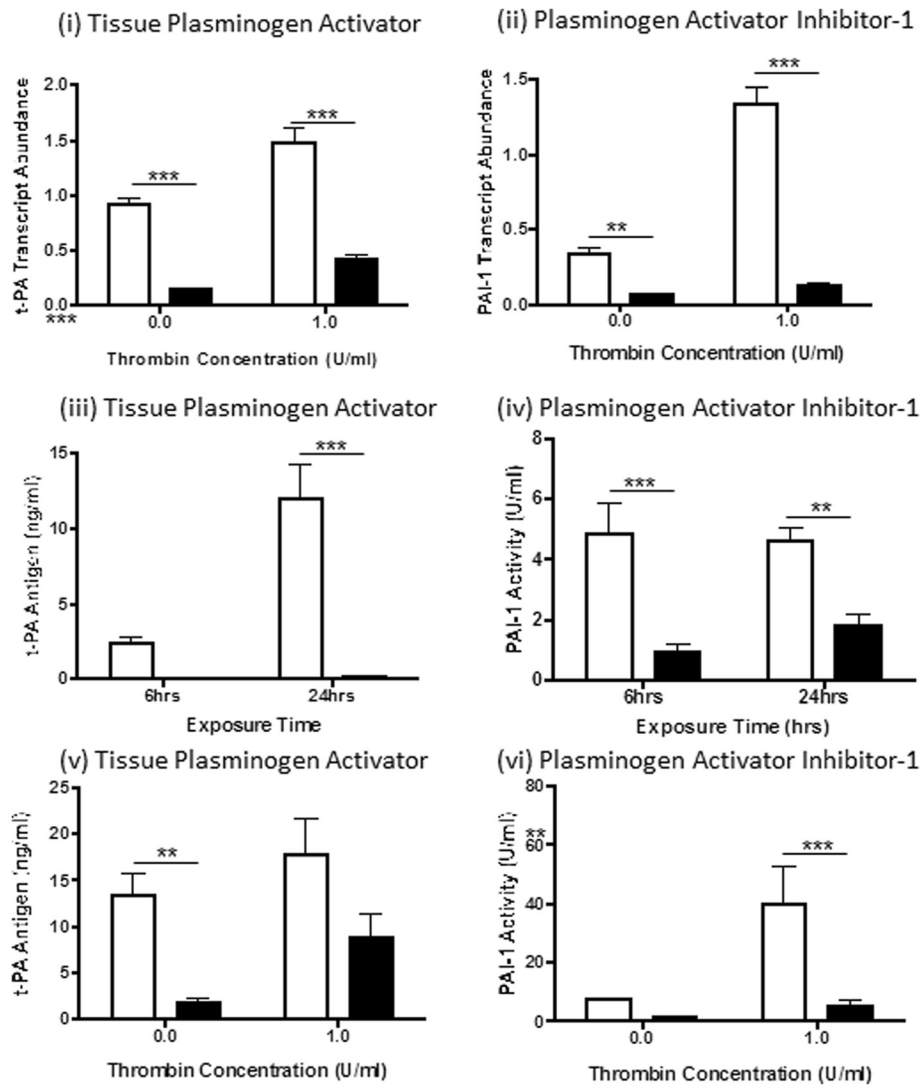 (i) Tissue Plasminogen Activator
t-PA Transcript Abundance
2.0
1.5
1.0
0.5
0.0
***
***
***
0.0
1.0
Thrombin Concentration (U/ml)
(ii) Plasminogen Activator Inhibitor-1
PAI-1 Transcript Abundance
1.5
1.0
0.5
0.0
**
***
0.0
1.0
Thrombin Concentration (U/ml)
(iii) Tissue Plasminogen Activator
t-PA Antigen (ng/ml)
15
10
5
0
***
6hrs
24hrs
Exposure Time
(iv) Plasminogen Activator Inhibitor-1
PAI-1 Activity (U/ml)
8
6
4
2
0
***
**
6hrs
24hrs
Exposure Time (hrs)
(v) Tissue Plasminogen Activator
t-PA Antigen (ng/ml)
25
20
15
10
5
0
**
0.0
1.0
Thrombin Concentration (U/ml)
(vi) Plasminogen Activator Inhibitor-1
PAI-1 Activity (U/ml)
80
60
40
20
0
**
***
0.0
1.0
Thrombin Concentration (U/ml)